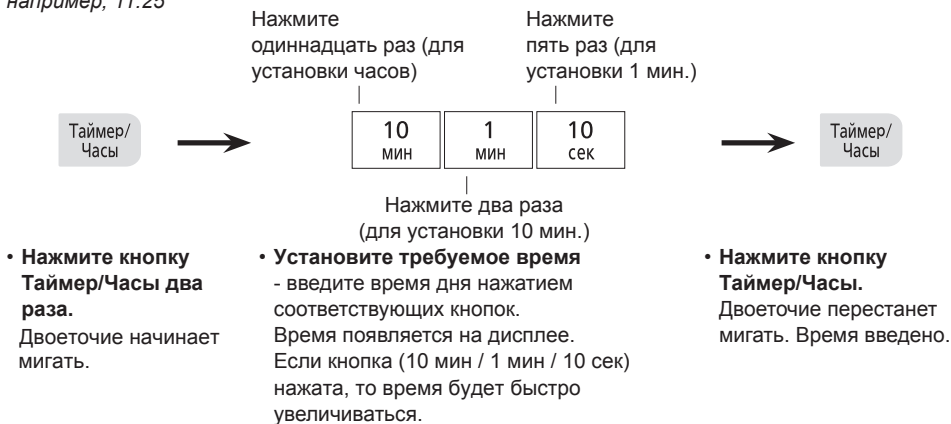 например, 11:25
Нажмите
одиннадцать раз (для
установки часов)
Нажмите
пять раз (для
установки 1 мин.)
Таймер/
Часы
10
мин
1
мин
10
сек
Таймер/
Часы
Нажмите два раза
(для установки 10 мин.)
• Нажмите кнопку
Таймер/Часы два
раза.
Двоеточие начинает
мигать.
• Установите требуемое время
- введите время дня нажатием
соответствующих кнопок.
Время появляется на дисплее.
Если кнопка (10 мин / 1 мин / 10 сек)
нажата, то время будет быстро
увеличиваться.
• Нажмите кнопку
Таймер/Часы.
Двоеточие перестанет
мигать. Время введено.